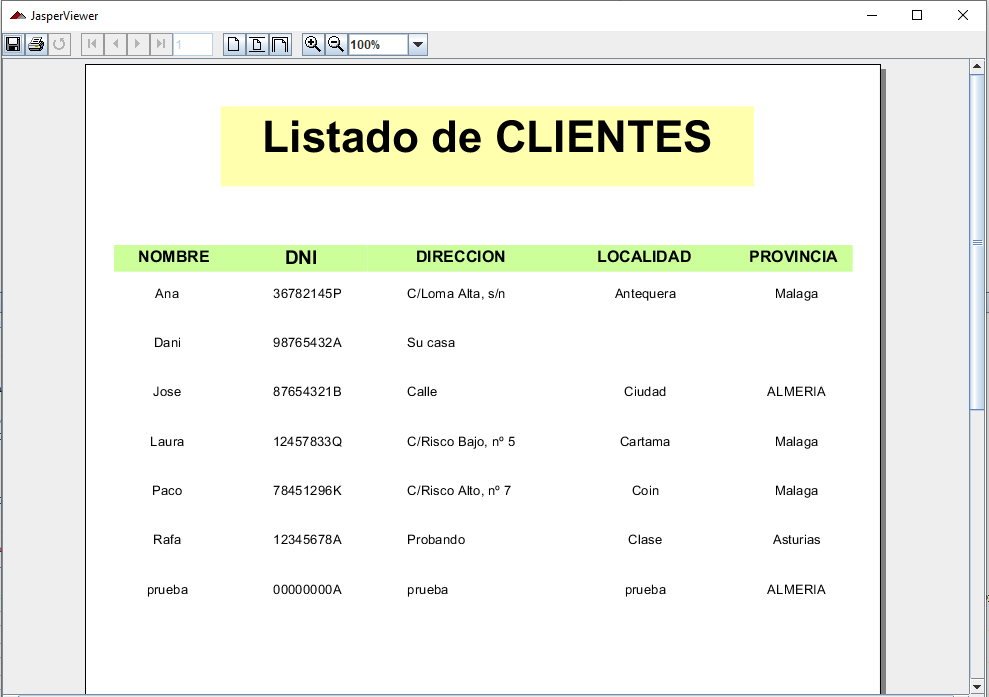 JasperViewer
1 100%
Listado de CLIENTES
NOMBRE DNI DIRECCION LOCALIDAD PROVINCIA
Ana 36782145P C/Loma Alta, s/n Antequera Malaga
Dani 98765432A Su casa
Jose 87654321B Calle Ciudad ALMERIA
Laura 12457833Q C/Risco Bajo, nº 5 Cartama Malaga
Paco 78451296K C/Risco Alto, nº 7 Coin Malaga
Rafa 12345678A Probando Clase Asturias
prueba 00000000A prueba prueba ALMERIA